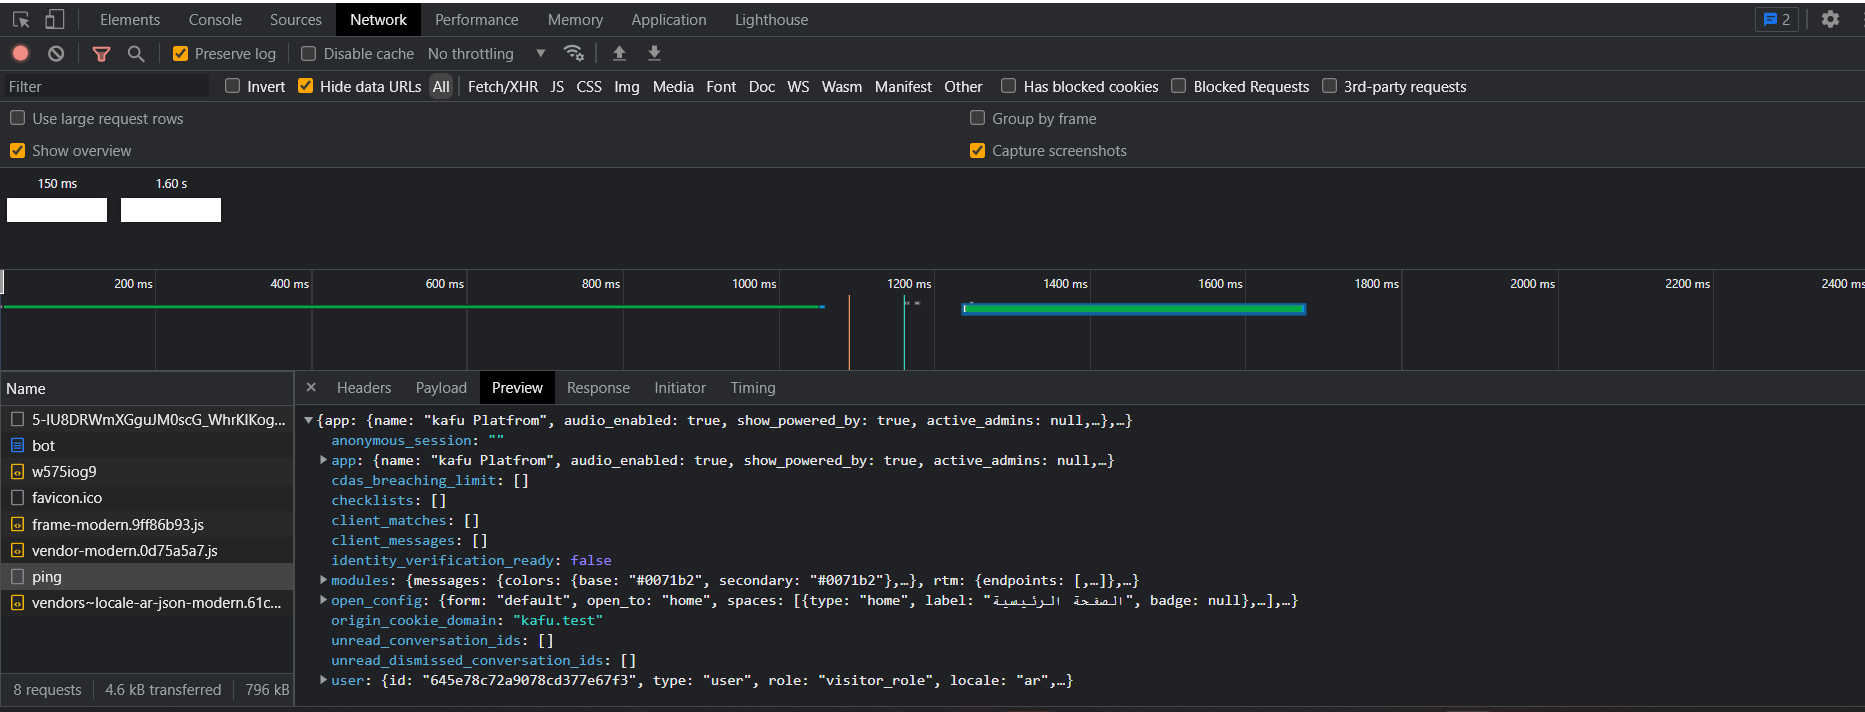 Elements Console Sources Network Performance Memory Application Lighthouse 2
Preserve log Disable cache No throttling
Filter Invert Hide data URLs All Fetch/XHR JS CSS Img Media Font Doc WS Wasm Manifest Other Has blocked cookies Blocked Requests 3rd-party requests
Use large request rows Group by frame
Show overview Capture screenshots
150 ms 1.60 s
200 ms 400 ms 600 ms 800 ms 1000 ms 1200 ms 1400 ms 1600 ms 1800 ms 2000 ms 2200 ms 2400 ms
Name
5-IU8DRWmXGguJM0scG_WhrKIKog...
bot
w575iog9
favicon.ico
frame-modern.9ff86b93.js
vendor-modern.0d75a5a7.js
ping
vendors~locale-ar-json-modern.61c...
8 requests 4.6 kB transferred 796 kB
Headers Payload Preview Response Initiator Timing
{app: {name: "kafu Platfrom", audio_enabled: true, show_powered_by: true, active_admins: null,…},…}
anonymous_session: ""
app: {name: "kafu Platfrom", audio_enabled: true, show_powered_by: true, active_admins: null,…}
cdas_breaching_limit: []
checklists: []
client_matches: []
client_messages: []
identity_verification_ready: false
modules: {messages: {colors: {base: "#0071b2", secondary: "#0071b2"},…}, rtm: {endpoints: [,…]},…}
open_config: {form: "default", open_to: "home", spaces: [{type: "home", label: "الصفحة الرئيسية", badge: null},…],…}
origin_cookie_domain: "kafu.test"
unread_conversation_ids: []
unread_dismissed_conversation_ids: []
user: {id: "645e78c72a9078cd377e67f3", type: "user", role: "visitor_role", locale: "ar",…}